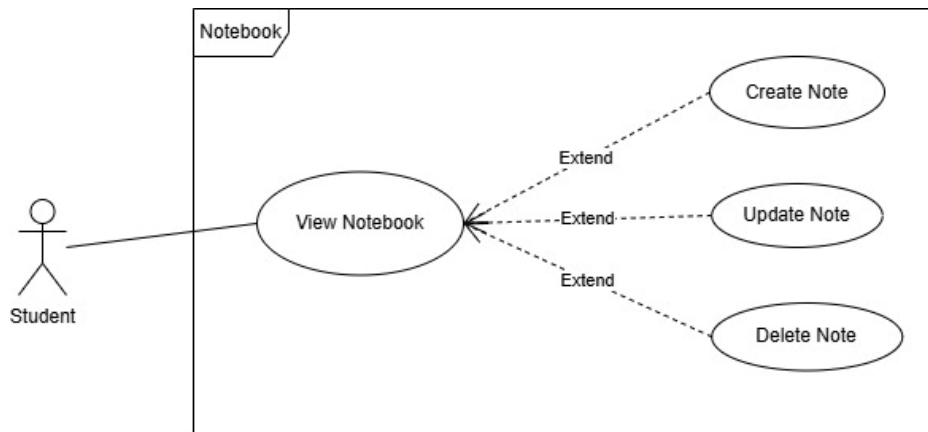 Notebook
Create Note
Extend
View Notebook
Extend
Update Note
Extend
Student
Delete Note